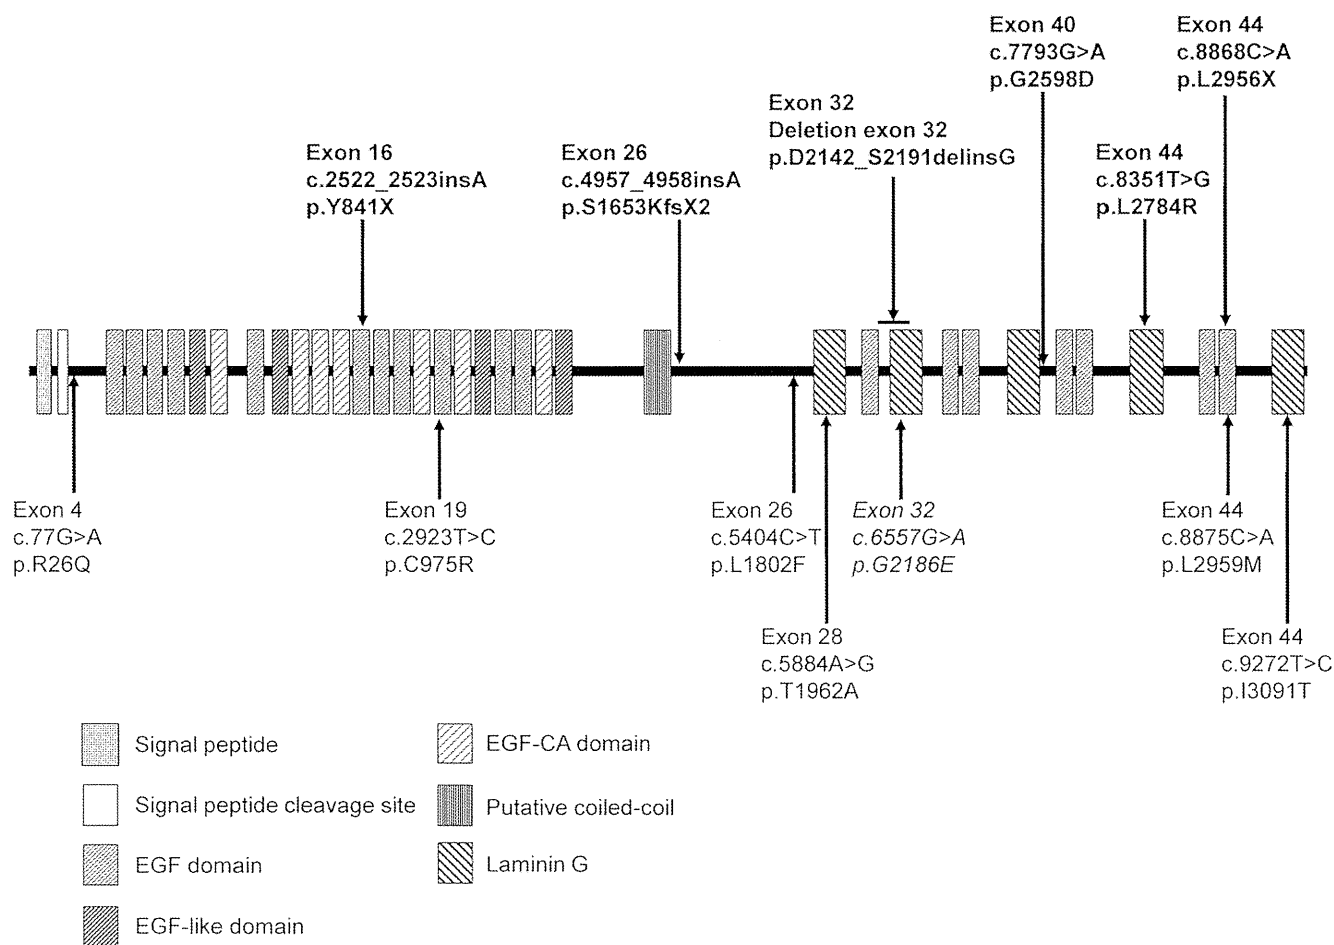 Exon 40
c.7793G>A
p.G2598D
Exon 44
c.8868C>A
p.L2956X
Exon 32
Deletion exon 32
p.D2142_S2191delinsG
Exon 16
c.2522_2523insA
p.Y841X
Exon 26
c.4957_4958insA
p.S1653KfsX2
Exon 44
c.8351T>G
p.L2784R
Exon 4
c.77G>A
p.R26Q
Exon 19
c.2923T>C
p.C975R
Exon 26
c.5404C>T
p.L1802F
Exon 32
c.6557G>A
p.G2186E
Exon 44
c.8875C>A
p.L2959M
Exon 28
c.5884A>G
p.T1962A
Exon 44
c.9272T>C
p.I3091T
Signal peptide
Signal peptide cleavage site
EGF domain
EGF-like domain
EGF-CA domain
Putative coiled-coil
Laminin G